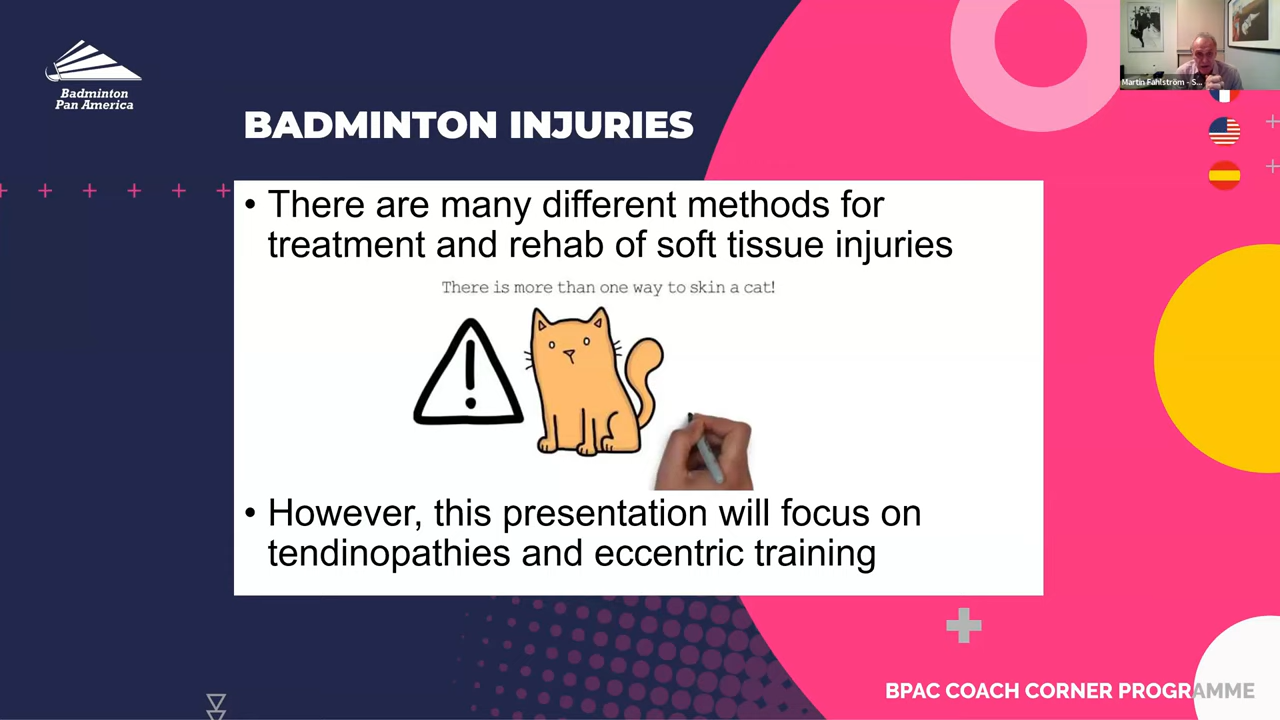 Badminton
Pan America
BADMINTON INJURIES
Martin Fahlström - S...
• There are many different methods for
treatment and rehab of soft tissue injuries
There is more than one way to skin a cat!
!
• However, this presentation will focus on
tendinopathies and eccentric training
BPAC COACH CORNER PROGRAMME